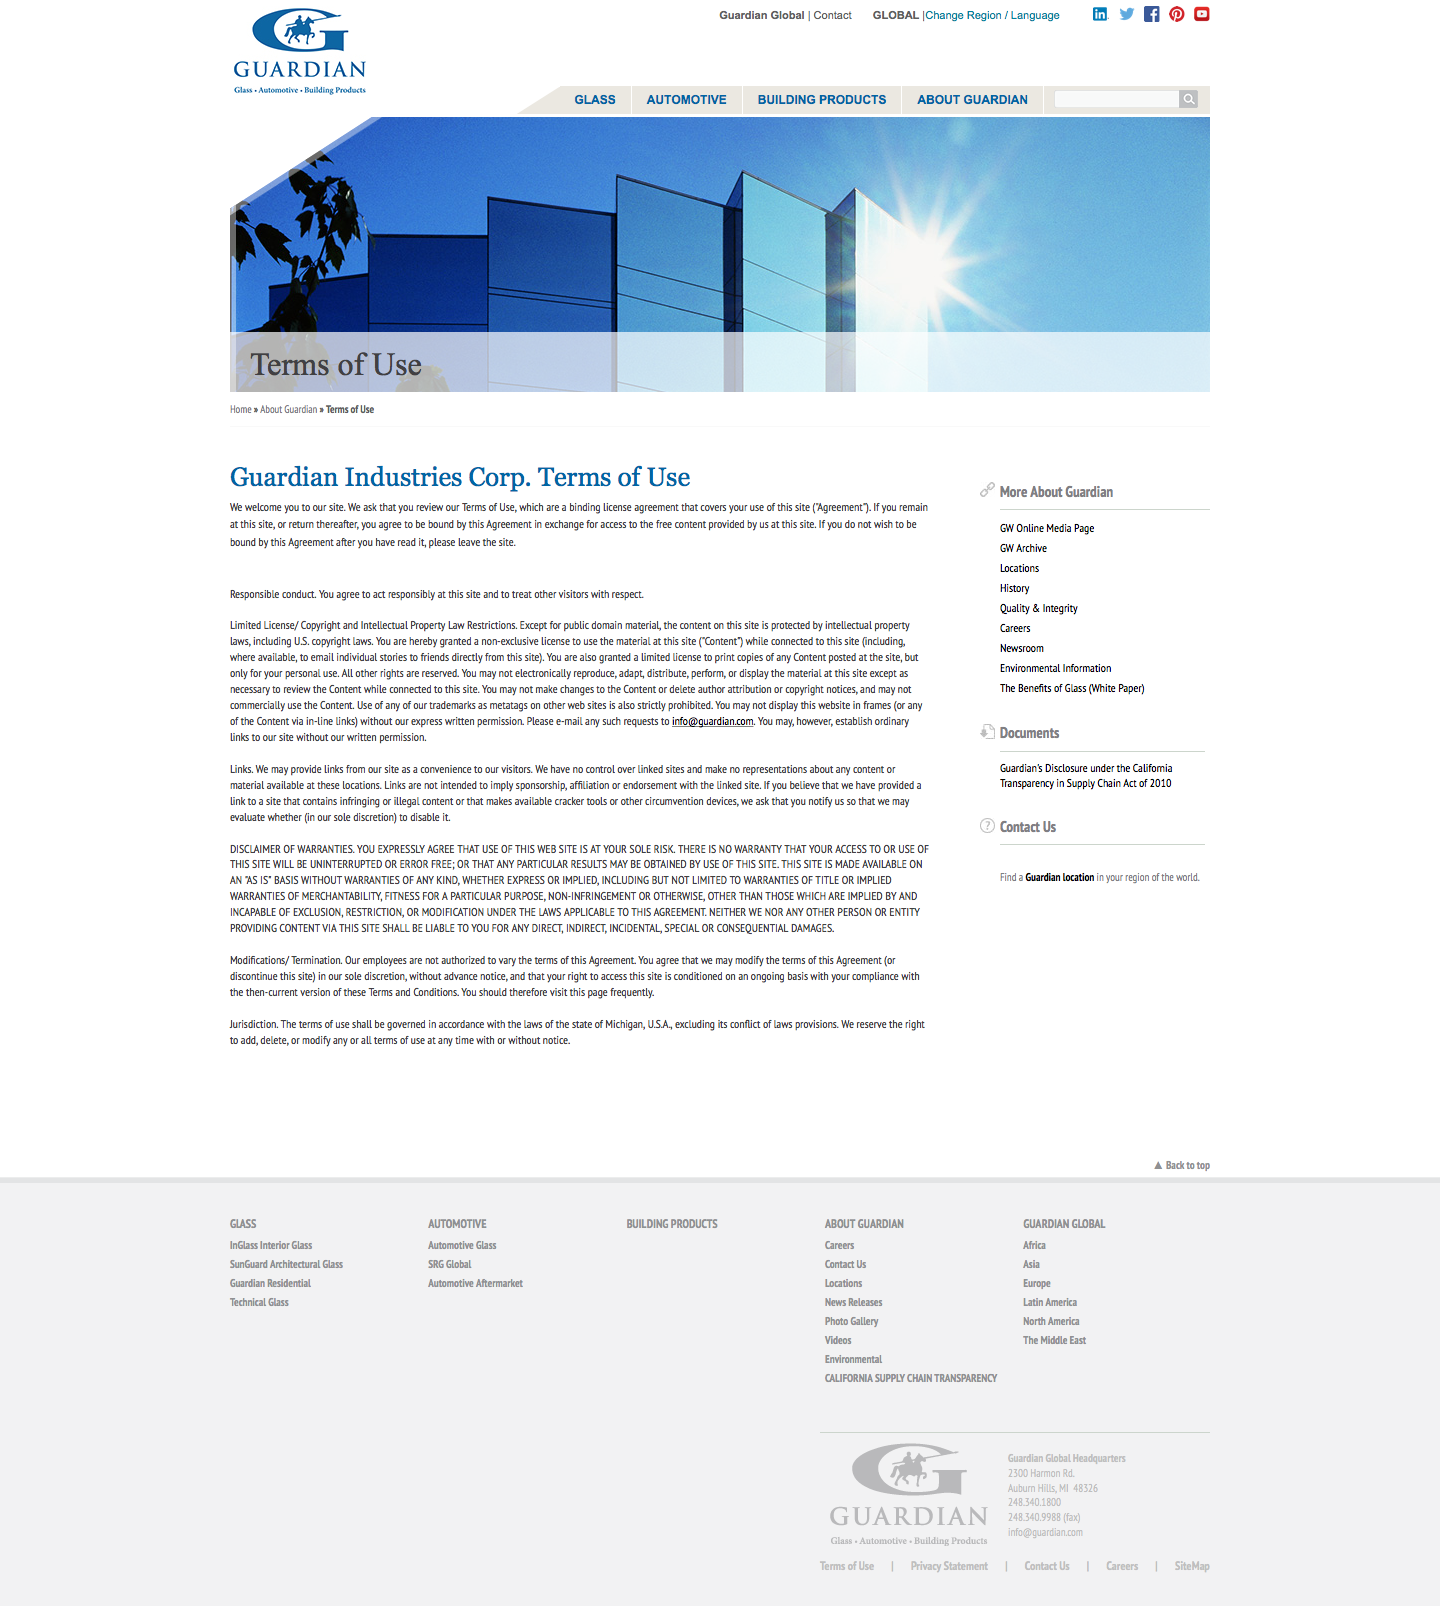 Guardian Global | Contact GLOBAL |Change Region / Language
GUARDIAN
Glass • Automotive • Building Products
GLASS AUTOMOTIVE BUILDING PRODUCTS ABOUT GUARDIAN
Terms of Use
Home » About Guardian » Terms of Use
Guardian Industries Corp. Terms of Use
We welcome you to our site. We ask that you review our Terms of Use, which are a binding license agreement that covers your use of this site ("Agreement"). If you remain
at this site, or return thereafter, you agree to be bound by this Agreement in exchange for access to the free content provided by us at this site. If you do not wish to be
bound by this Agreement after you have read it, please leave the site.
Responsible conduct. You agree to act responsibly at this site and to treat other visitors with respect.
Limited License/ Copyright and Intellectual Property Law Restrictions. Except for public domain material, the content on this site is protected by intellectual property
laws, including U.S. copyright laws. You are hereby granted a non-exclusive license to use the material at this site ("Content") while connected to this site (including,
where available, to email individual stories to friends directly from this site). You are also granted a limited license to print copies of any Content posted at the site, but
only for your personal use. All other rights are reserved. You may not electronically reproduce, adapt, distribute, perform, or display the material at this site except as
necessary to review the Content while connected to this site. You may not make changes to the Content or delete author attribution or copyright notices, and may not
commercially use the Content. Use of any of our trademarks as metatags on other web sites is also strictly prohibited. You may not display this website in frames (or any
of the Content via in-line links) without our express written permission. Please e-mail any such requests to info@guardian.com. You may, however, establish ordinary
links to our site without our written permission.
Links. We may provide links from our site as a convenience to our visitors. We have no control over linked sites and make no representations about any content or
material available at these locations. Links are not intended to imply sponsorship, affiliation or endorsement with the linked site. If you believe that we have provided a
link to a site that contains infringing or illegal content or that makes available cracker tools or other circumvention devices, we ask that you notify us so that we may
evaluate whether (in our sole discretion) to disable it.
DISCLAIMER OF WARRANTIES. YOU EXPRESSLY AGREE THAT USE OF THIS WEB SITE IS AT YOUR SOLE RISK. THERE IS NO WARRANTY THAT YOUR ACCESS TO OR USE OF
THIS SITE WILL BE UNINTERRUPTED OR ERROR FREE; OR THAT ANY PARTICULAR RESULTS MAY BE OBTAINED BY USE OF THIS SITE. THIS SITE IS MADE AVAILABLE ON
AN "AS IS" BASIS WITHOUT WARRANTIES OF ANY KIND, WHETHER EXPRESS OR IMPLIED, INCLUDING BUT NOT LIMITED TO WARRANTIES OF TITLE OR IMPLIED
WARRANTIES OF MERCHANTABILITY, FITNESS FOR A PARTICULAR PURPOSE, NON-INFRINGEMENT OR OTHERWISE, OTHER THAN THOSE WHICH ARE IMPLIED BY AND
INCAPABLE OF EXCLUSION, RESTRICTION, OR MODIFICATION UNDER THE LAWS APPLICABLE TO THIS AGREEMENT. NEITHER WE NOR ANY OTHER PERSON OR ENTITY
PROVIDING CONTENT VIA THIS SITE SHALL BE LIABLE TO YOU FOR ANY DIRECT, INDIRECT, INCIDENTAL, SPECIAL OR CONSEQUENTIAL DAMAGES.
Modifications/ Termination. Our employees are not authorized to vary the terms of this Agreement. You agree that we may modify the terms of this Agreement (or
discontinue this site) in our sole discretion, without advance notice, and that your right to access this site is conditioned on an ongoing basis with your compliance with
the then-current version of these Terms and Conditions. You should therefore visit this page frequently.
Jurisdiction. The terms of use shall be governed in accordance with the laws of the state of Michigan, U.S.A., excluding its conflict of laws provisions. We reserve the right
to add, delete, or modify any or all terms of use at any time with or without notice.
More About Guardian
GW Online Media Page
GW Archive
Locations
History
Quality & Integrity
Careers
Newsroom
Environmental Information
The Benefits of Glass (White Paper)
Documents
Guardian's Disclosure under the California
Transparency in Supply Chain Act of 2010
Contact Us
Find a Guardian location in your region of the world.
▲ Back to top
GLASS
InGlass Interior Glass
SunGuard Architectural Glass
Guardian Residential
Technical Glass
AUTOMOTIVE
Automotive Glass
SRG Global
Automotive Aftermarket
BUILDING PRODUCTS
ABOUT GUARDIAN
Careers
Contact Us
Locations
News Releases
Photo Gallery
Videos
Environmental
CALIFORNIA SUPPLY CHAIN TRANSPARENCY
GUARDIAN GLOBAL
Africa
Asia
Europe
Latin America
North America
The Middle East
GUARDIAN
Glass • Automotive • Building Products
Guardian Global Headquarters
2300 Harmon Rd.
Auburn Hills, MI 48326
248.340.1800
248.340.9988 (fax)
info@guardian.com
Terms of Use | Privacy Statement | Contact Us | Careers | SiteMap